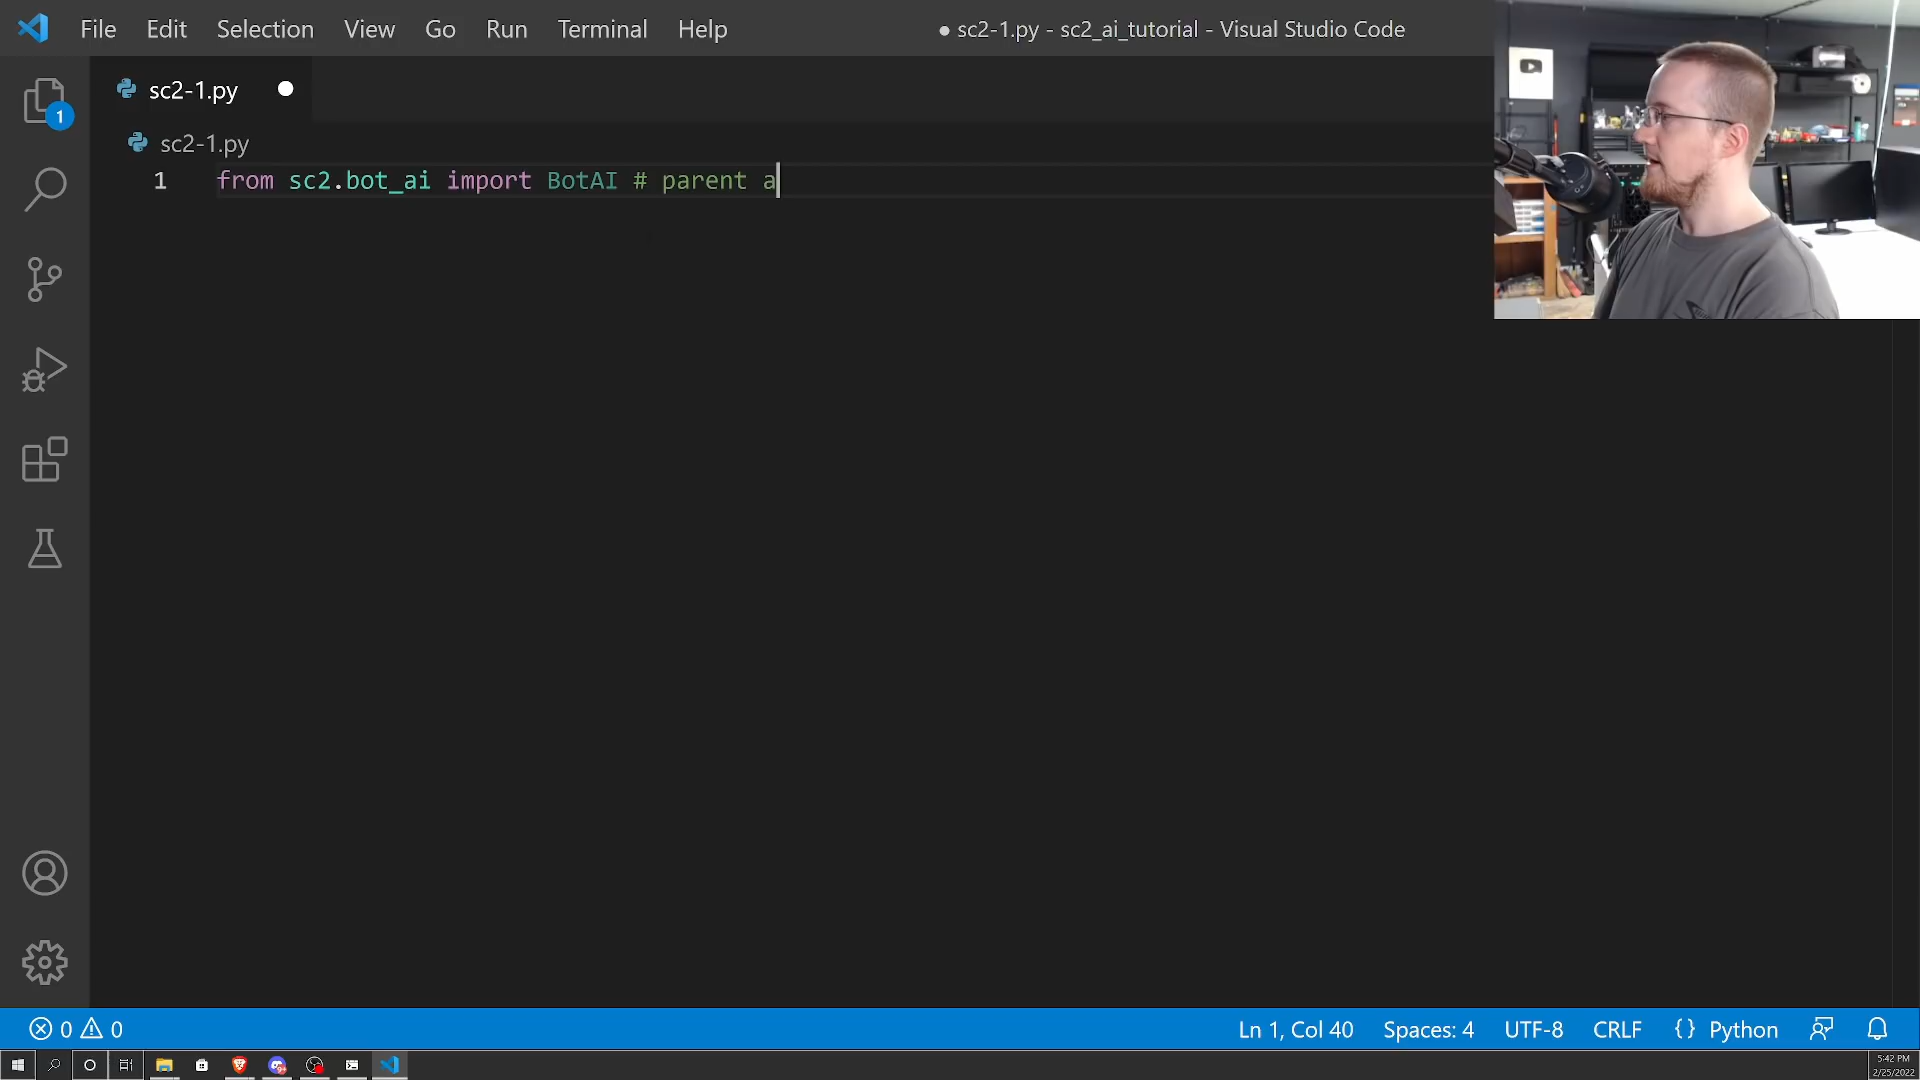 File Edit Selection View Go Run Terminal Help
● sc2-1.py - sc2_ai_tutorial - Visual Studio Code
sc2-1.py
1
sc2-1.py
1 from sc2.bot_ai import BotAI # parent a
0 0
Ln 1, Col 40 Spaces: 4 UTF-8 CRLF {} Python
5:42 PM
2/25/2022